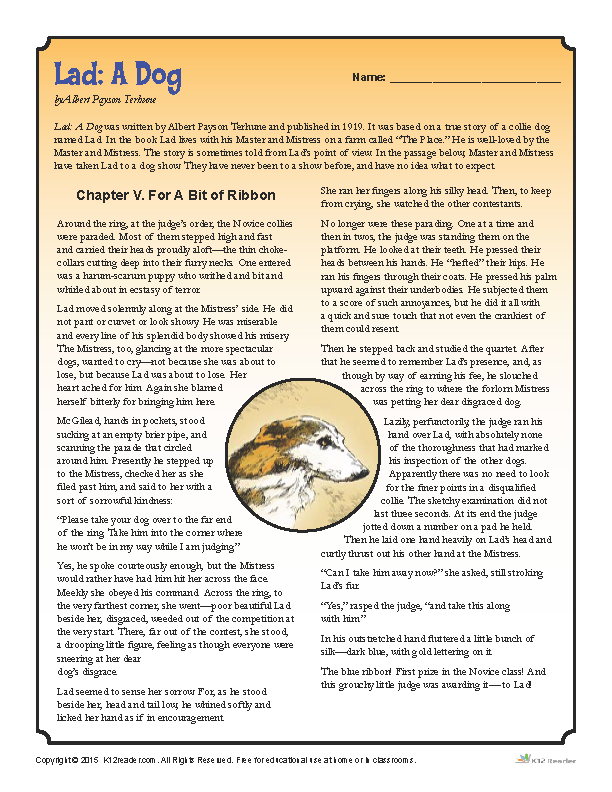 Lad: A Dog
Name: ____________________________
by Albert Payson Terhune
Lad: A Dog was written by Albert Payson Terhune and published in 1919. It was based on a true story of a collie dog
named Lad. In the book Lad lives with his Master and Mistress on a farm called “The Place.” He is well-loved by the
Master and Mistress. The story is sometimes told from Lad’s point of view. In the passage below, Master and Mistress
have taken Lad to a dog show. They have never been to a show before, and have no idea what to expect.
Chapter V. For A Bit of Ribbon
Around the ring, at the judge’s order, the Novice collies
were paraded. Most of them stepped high and fast
and carried their heads proudly aloft—the thin choke-
collars cutting deep into their furry necks. One entered
was a harum-scarum puppy who writhed and bit and
whirled about in ecstasy of terror.
Lad moved solemnly along at the Mistress’ side. He did
not pant or curvet or look showy. He was miserable
and every line of his splendid body showed his misery.
The Mistress, too, glancing at the more spectacular
dogs, wanted to cry—not because she was about to
lose, but because Lad was about to lose. Her
heart ached for him. Again she blamed
herself bitterly for bringing him here.
McGilead, hands in pockets, stood
sucking at an empty brier pipe, and
scanning the parade that circled
around him. Presently he stepped up
to the Mistress, checked her as she
filed past him, and said to her with a
sort of sorrowful kindness:
“Please take your dog over to the far end
of the ring. Take him into the corner where
he won’t be in my way while I am judging.”
Yes, he spoke courteously enough, but the Mistress
would rather have had him hit her across the face.
Meekly she obeyed his command. Across the ring, to
the very farthest corner, she went—poor beautiful Lad
beside her, disgraced, weeded out of the competition at
the very start. There, far out of the contest, she stood,
a drooping little figure, feeling as though everyone were
sneering at her dear
dog’s disgrace.
Lad seemed to sense her sorrow. For, as he stood
beside her, head and tail low, he whined softly and
licked her hand as if in encouragement.
She ran her fingers along his silky head. Then, to keep
from crying, she watched the other contestants.
No longer were these parading. One at a time and
then in twos, the judge was standing them on the
platform. He looked at their teeth. He pressed their
heads between his hands. He “hefted” their hips. He
ran his fingers through their coats. He pressed his palm
upward against their underbodies. He subjected them
to a score of such annoyances, but he did it all with
a quick and sure touch that not even the crankiest of
them could resent.
Then he stepped back and studied the quartet. After
that he seemed to remember Lad’s presence, and, as
though by way of earning his fee, he slouched
across the ring to where the forlorn Mistress
was petting her dear disgraced dog.
Lazily, perfunctorily, the judge ran his
hand over Lad, with absolutely none
of the thoroughness that had marked
his inspection of the other dogs.
Apparently there was no need to look
for the finer points in a disqualified
collie. The sketchy examination did not
last three seconds. At its end the judge
jotted down a number on a pad he held.
Then he laid one hand heavily on Lad’s head and
curtly thrust out his other hand at the Mistress.
“Can I take him away now?” she asked, still stroking
Lad’s fur.
“Yes,” rasped the judge, “and take this along
with him.”
In his outstretched hand fluttered a little bunch of
silk—dark blue, with gold lettering on it.
The blue ribbon! First prize in the Novice class! And
this grouchy little judge was awarding it—to Lad!
Copyright © 2015 K12reader.com. All Rights Reserved. Free for educational use at home or in classrooms.
K12 Reader